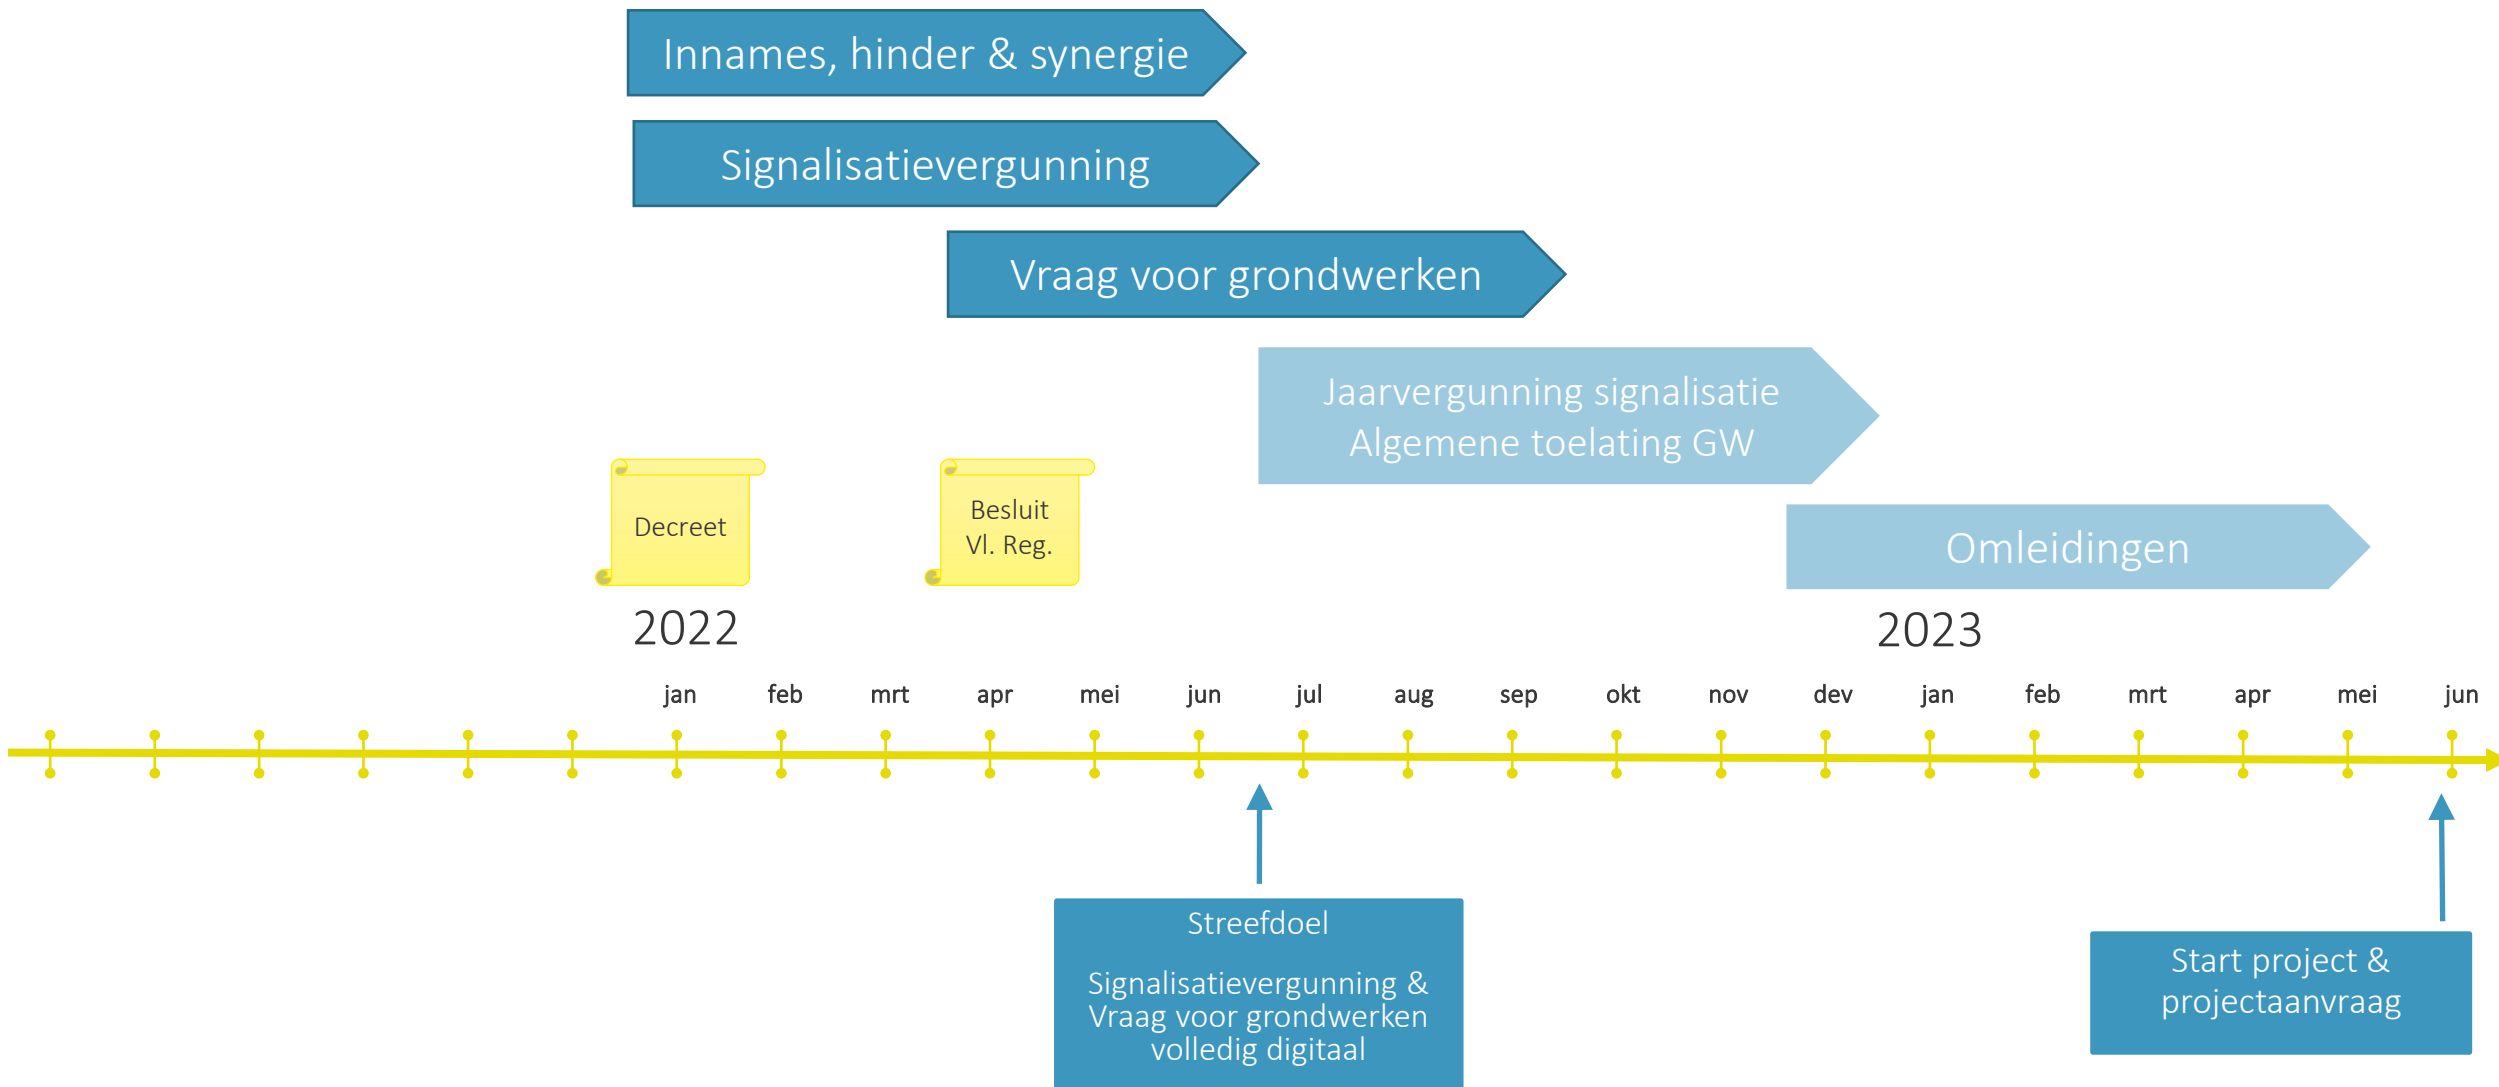 Innames, hinder & synergie
Signalisatievergunning
Vraag voor grondwerken
Jaarvergunning signalisatie
Algemene toelating GW
Decreet
Besluit
Vl. Reg.
Omleidingen
2022
2023
jan feb mrt apr mei jun jul aug sep okt nov dev jan feb mrt apr mei jun
Streefdoel
Signalisatievergunning &
Vraag voor grondwerken
volledig digitaal
Start project &
projectaanvraag